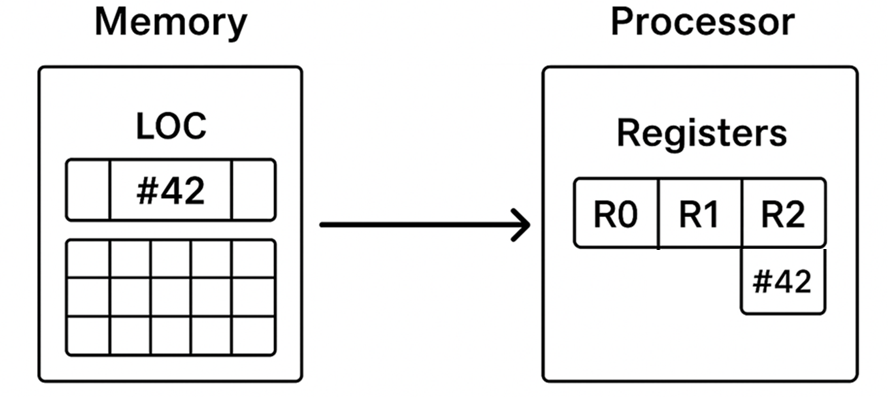 Memory
LOC
#42
Processor
Registers
R0 R1 R2
#42